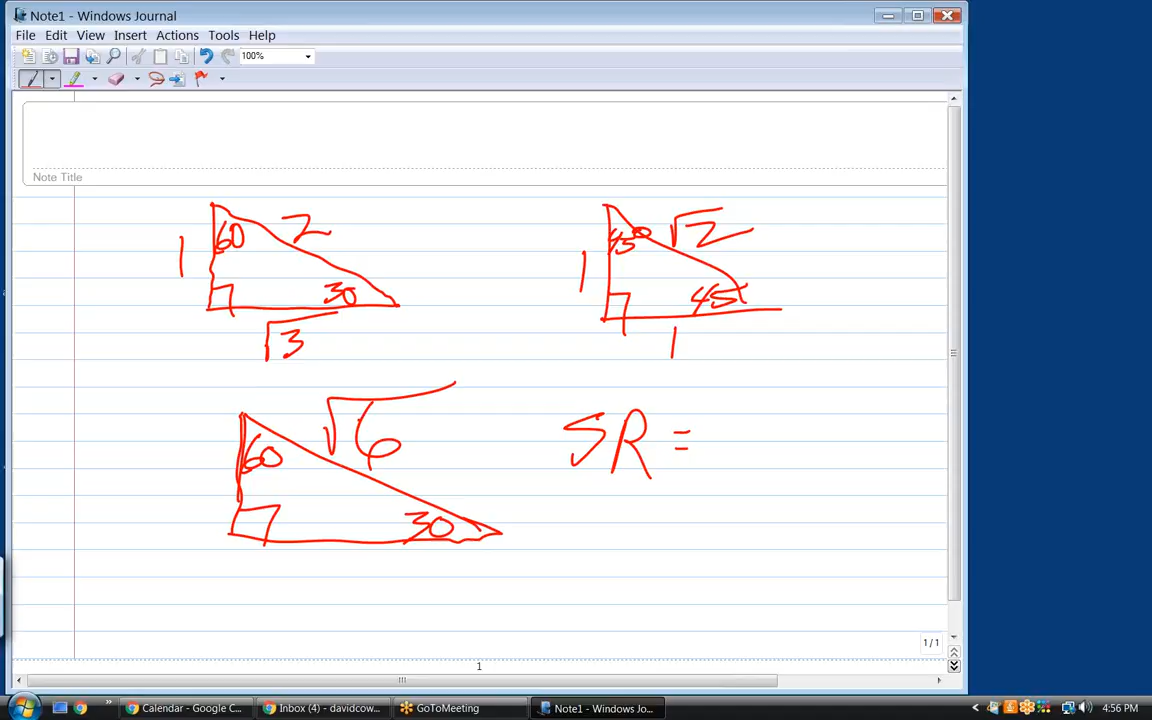 Note1 - Windows Journal
File Edit View Insert Actions Tools Help
100%
Note Title
60 2
1
30
√3
45° √2
1
45
1
60 √6
30
SR =
1/1
1
Calendar - Google C...
Inbox (4) - davidcow...
GoToMeeting
Note1 - Windows Jo...
4:56 PM